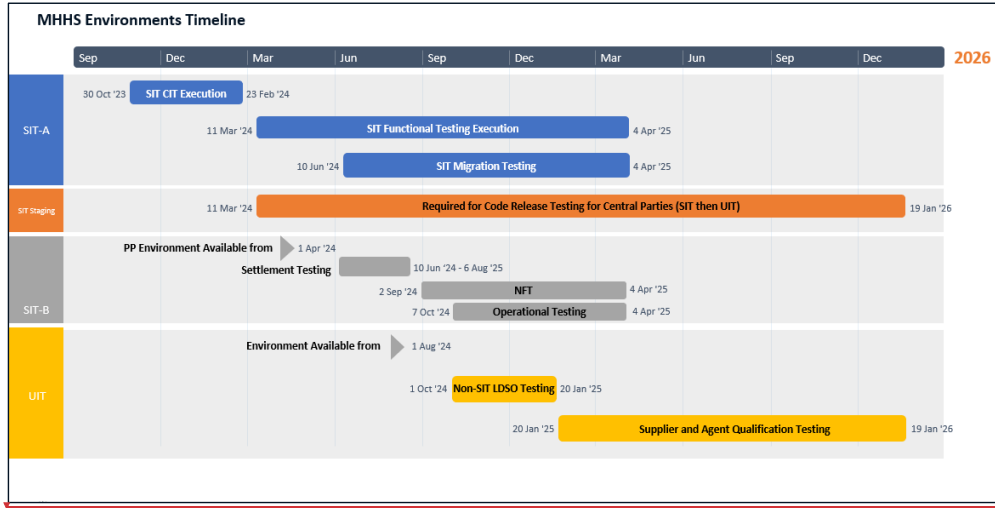 MHHS Environments Timeline
Sep Dec Mar Jun Sep Dec Mar Jun Sep Dec 2026
SIT-A
30 Oct '23 SIT CIT Execution 23 Feb '24
11 Mar '24 SIT Functional Testing Execution 4 Apr '25
10 Jun '24 SIT Migration Testing 4 Apr '25
SIT Staging
11 Mar '24 Required for Code Release Testing for Central Parties (SIT then UIT) 19 Jan '26
SIT-B
PP Environment Available from 1 Apr '24
Settlement Testing 10 Jun '24 - 6 Aug '25
2 Sep '24 NFT 4 Apr '25
7 Oct '24 Operational Testing 4 Apr '25
UIT
Environment Available from 1 Aug '24
1 Oct '24 Non-SIT LDSO Testing 20 Jan '25
20 Jan '25 Supplier and Agent Qualification Testing 19 Jan '26